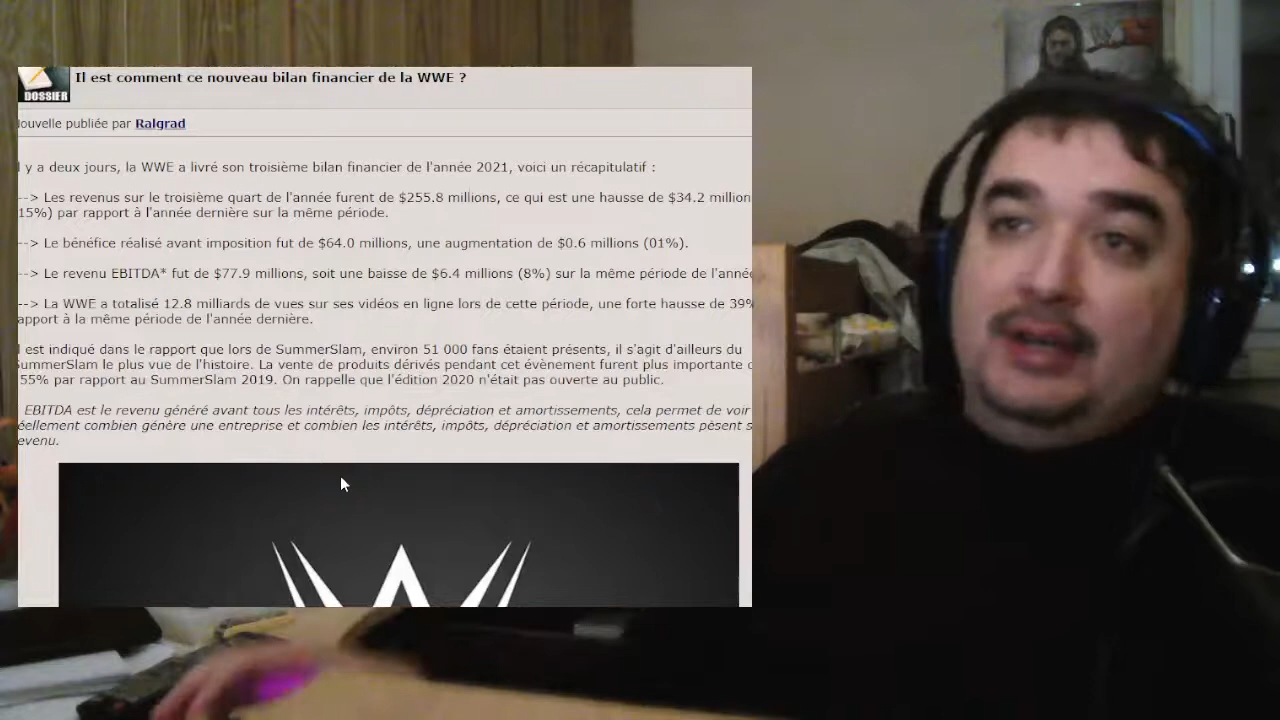 Il est comment ce nouveau bilan financier de la WWE ?
DOSSIER
ouvelle publiée par Ralgrad
l y a deux jours, la WWE a livré son troisième bilan financier de l'année 2021, voici un récapitulatif :
--> Les revenus sur le troisième quart de l'année furent de $255.8 millions, ce qui est une hausse de $34.2 million
15%) par rapport à l'année dernière sur la même période.
--> Le bénéfice réalisé avant imposition fut de $64.0 millions, une augmentation de $0.6 millions (01%).
--> Le revenu EBITDA* fut de $77.9 millions, soit une baisse de $6.4 millions (8%) sur la même période de l'anné
--> La WWE a totalisé 12.8 milliards de vues sur ses vidéos en ligne lors de cette période, une forte hausse de 39%
apport à la même période de l'année dernière.
l est indiqué dans le rapport que lors de SummerSlam, environ 51 000 fans étaient présents, il s'agit d'ailleurs du
ummerSlam le plus vue de l'histoire. La vente de produits dérivés pendant cet évènement furent plus importante
55% par rapport au SummerSlam 2019. On rappelle que l'édition 2020 n'était pas ouverte au public.
EBITDA est le revenu généré avant tous les intérêts, impôts, dépréciation et amortissements, cela permet de voir
éellement combien génère une entreprise et combien les intérêts, impôts, dépréciation et amortissements pèsent s
evenu.